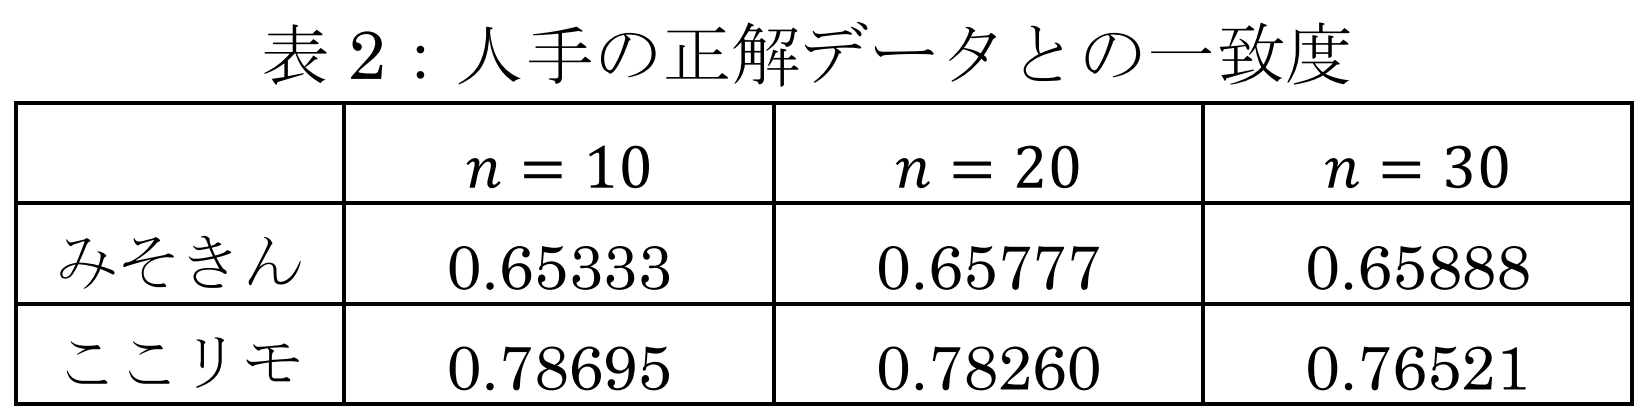 表 2：人手の正解データとの一致度
n = 10 n = 20 n = 30
みそきん 0.65333 0.65777 0.65888
ここリモ 0.78695 0.78260 0.76521